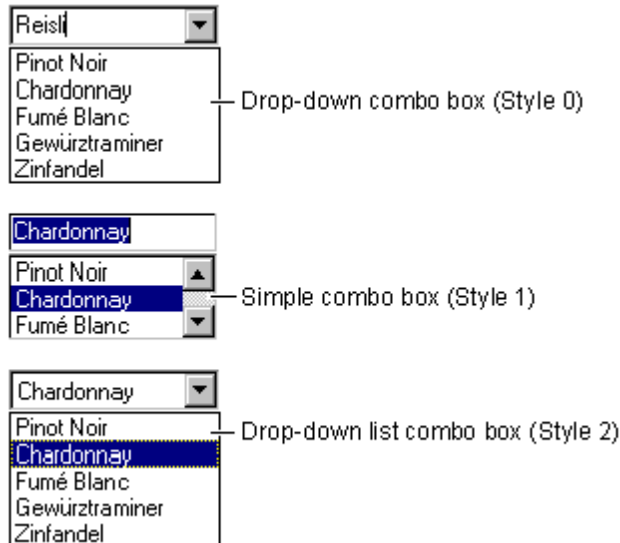 Reisli
Pinot Noir
Chardonnay
Fumé Blanc
Gewürztraminer
Zinfandel
Drop-down combo box (Style 0)
Chardonnay
Pinot Noir
Chardonnay
Fumé Blanc
Simple combo box (Style 1)
Chardonnay
Pinot Noir
Chardonnay
Fumé Blanc
Gewürztraminer
Zinfandel
Drop-down list combo box (Style 2)